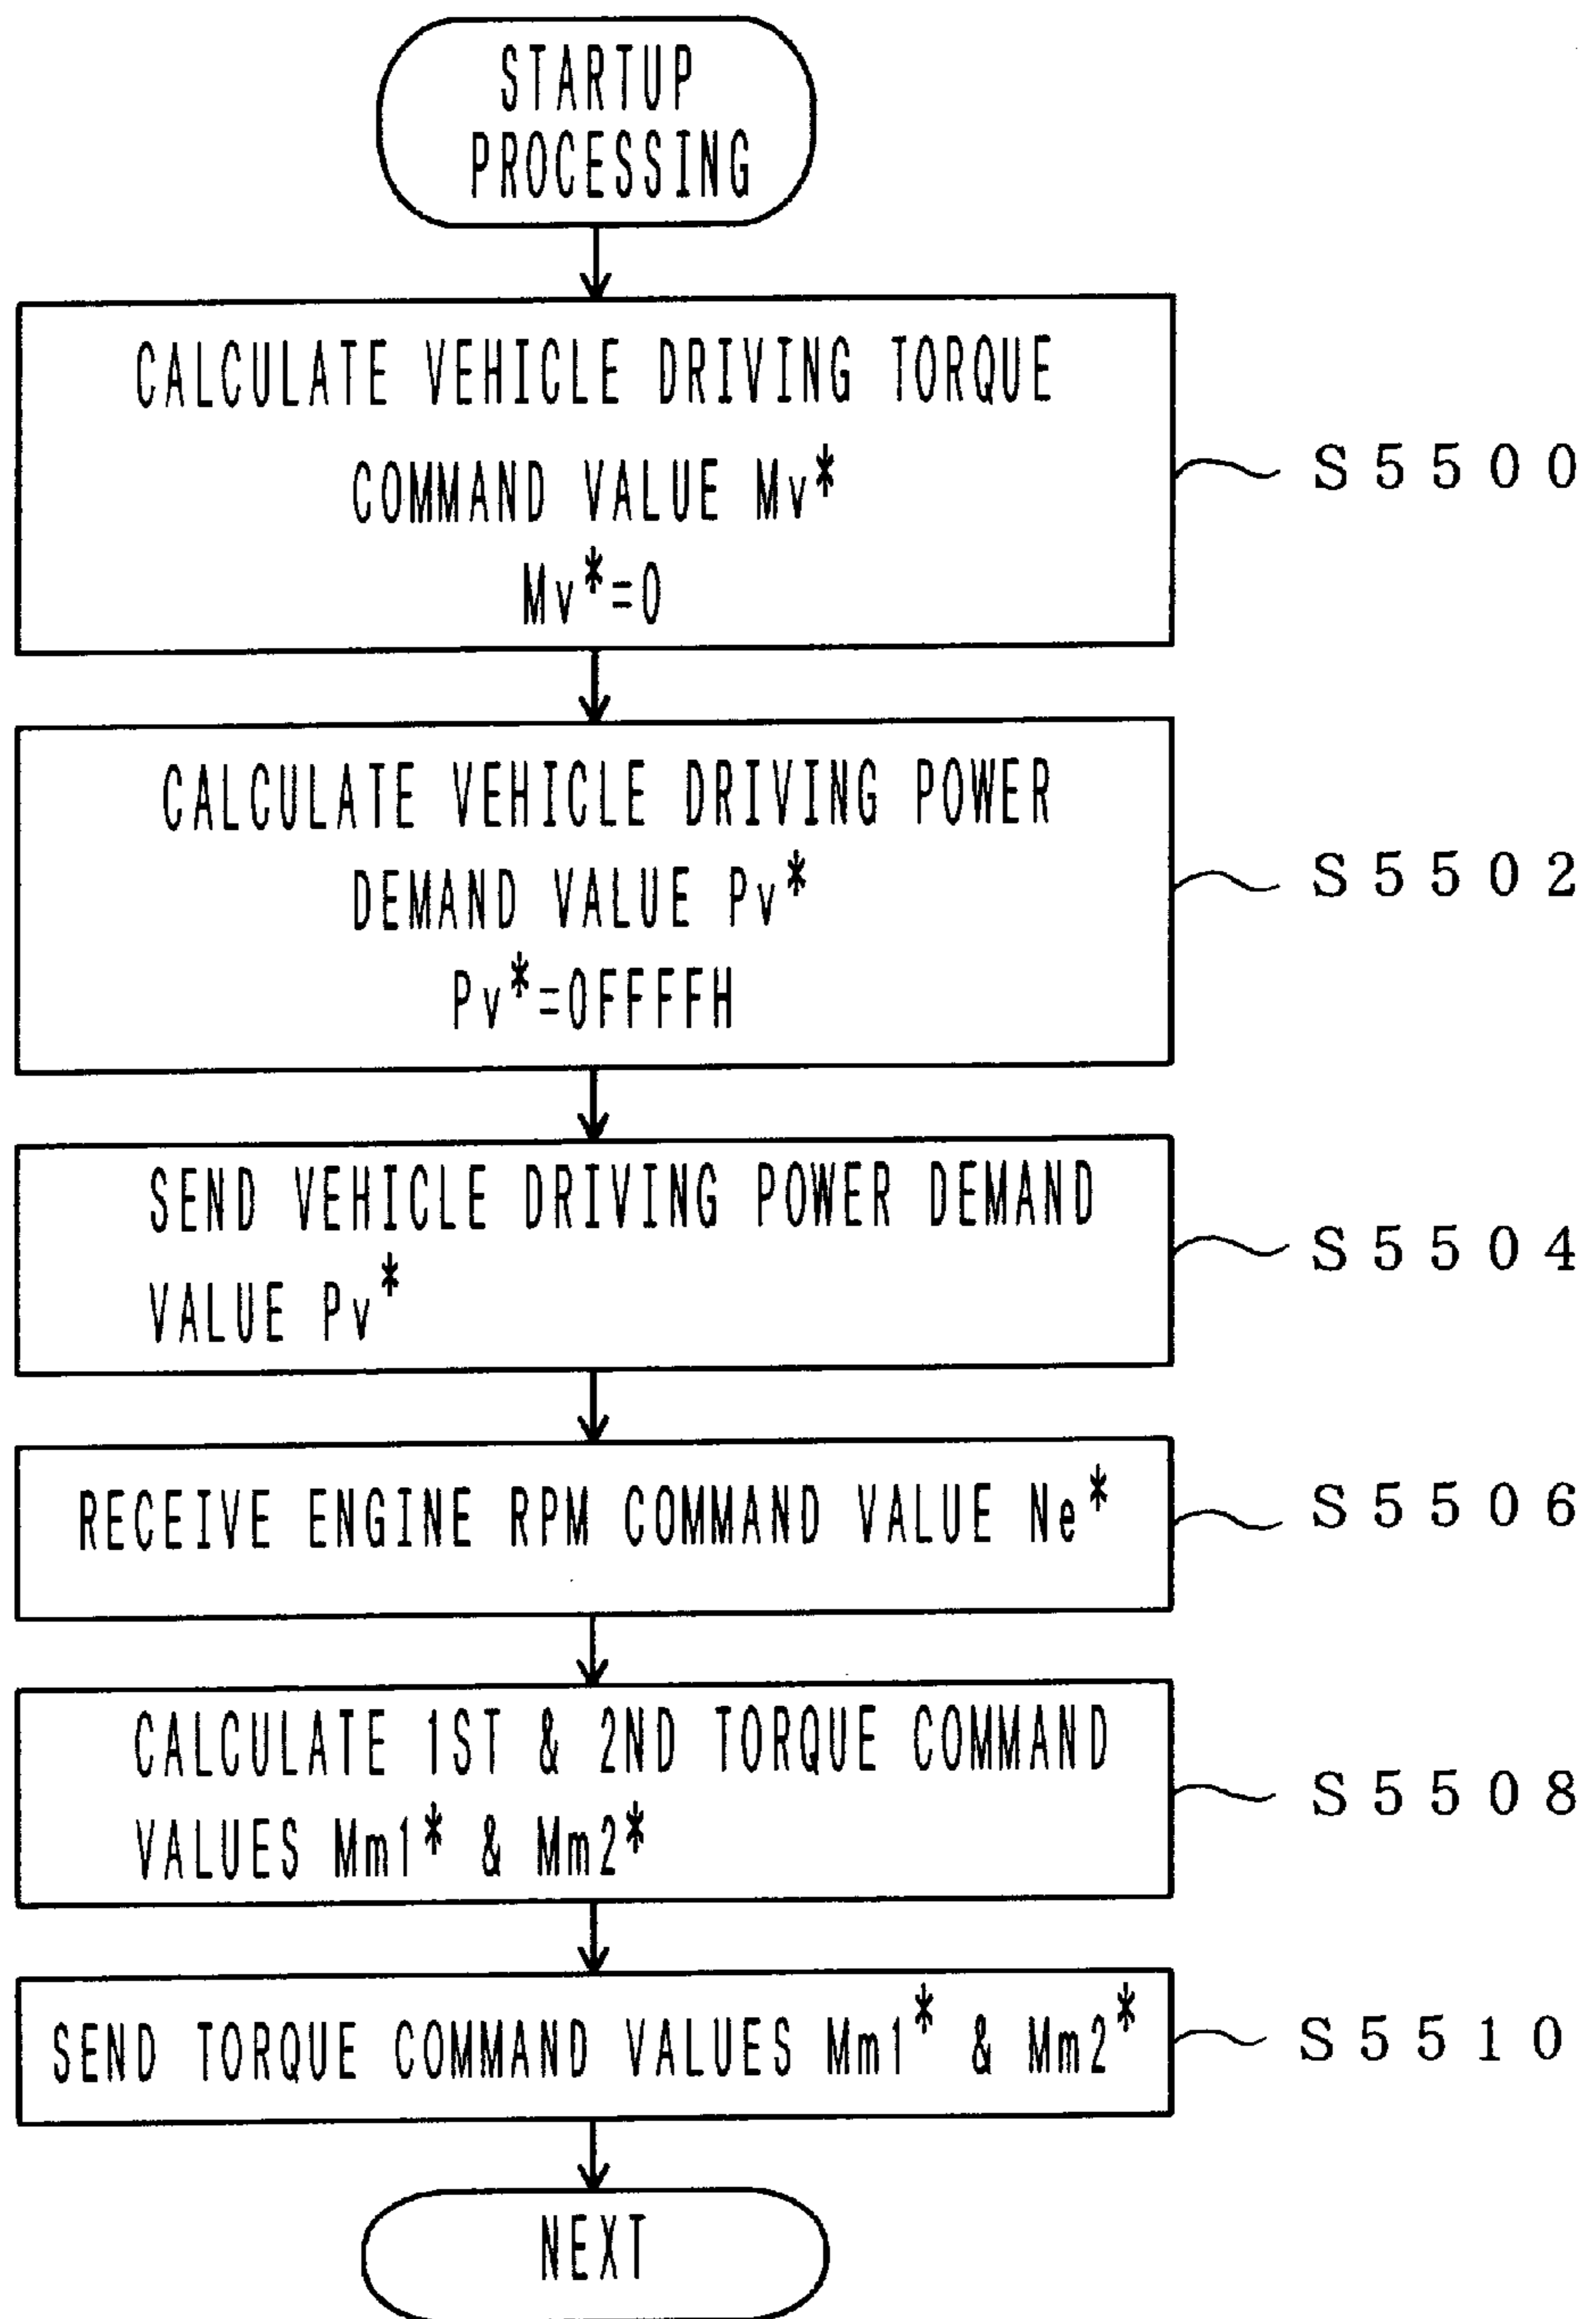 STARTUP
PROCESSING
CALCULATE VEHICLE DRIVING TORQUE
COMMAND VALUE Mv*
Mv*=0
S5500
CALCULATE VEHICLE DRIVING POWER
DEMAND VALUE Pv*
Pv*=0FFFFH
S5502
SEND VEHICLE DRIVING POWER DEMAND
VALUE Pv*
S5504
RECEIVE ENGINE RPM COMMAND VALUE Ne*
S5506
CALCULATE 1ST & 2ND TORQUE COMMAND
VALUES Mm1* & Mm2*
S5508
SEND TORQUE COMMAND VALUES Mm1* & Mm2*
S5510
NEXT